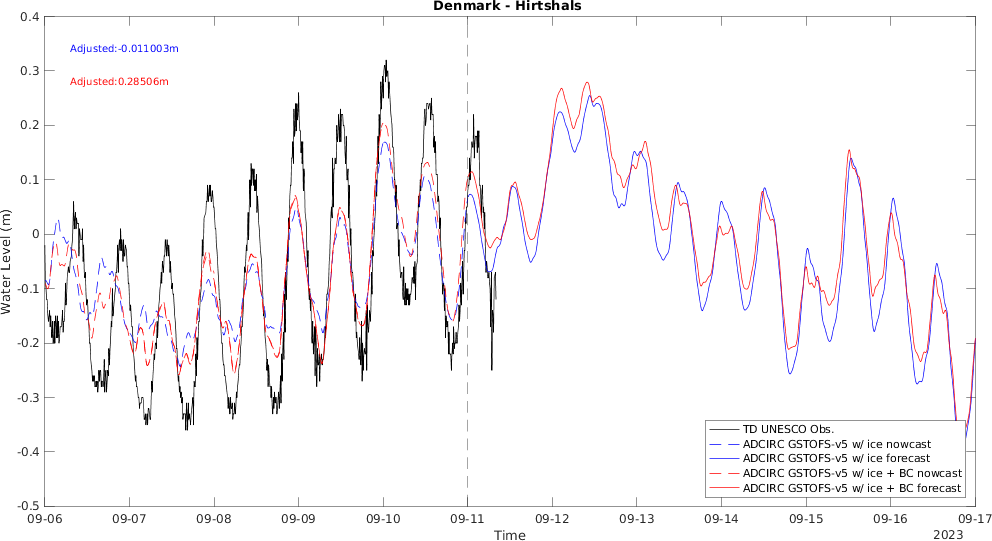 Denmark - Hirtshals
Adjusted:-0.011003m
Adjusted:0.28506m
0.4
0.3
0.2
0.1
0
-0.1
-0.2
-0.3
-0.4
-0.5
Water Level (m)
TD UNESCO Obs.
ADCIRC GSTOFS-v5 w/ ice nowcast
ADCIRC GSTOFS-v5 w/ ice forecast
ADCIRC GSTOFS-v5 w/ ice + BC nowcast
ADCIRC GSTOFS-v5 w/ ice + BC forecast
09-06 09-07 09-08 09-09 09-10 09-11 09-12 09-13 09-14 09-15 09-16 09-17
Time
2023